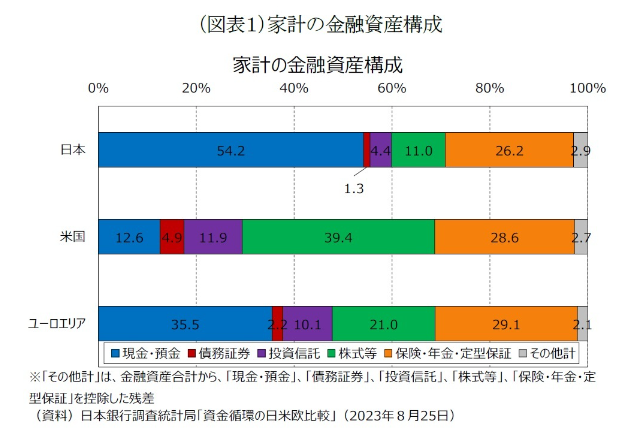 （図表１）家計の金融資産構成
家計の金融資産構成
0% 20% 40% 60% 80% 100%
日本 54.2 4.4 11.0 26.2 2.9
1.3
米国 12.6 4.9 11.9 39.4 28.6 2.7
ユーロエリア 35.5 2.2 10.1 21.0 29.1 2.1
現金・預金 債務証券 投資信託 株式等 保険・年金・定型保証 その他計
※「その他計」は、金融資産合計から、「現金・預金」、「債務証券」、「投資信託」、「株式等」、「保険・年金・定
型保証」を控除した残差
（資料）日本銀行調査統計局「資金循環の日米欧比較」（2023年８月25日）